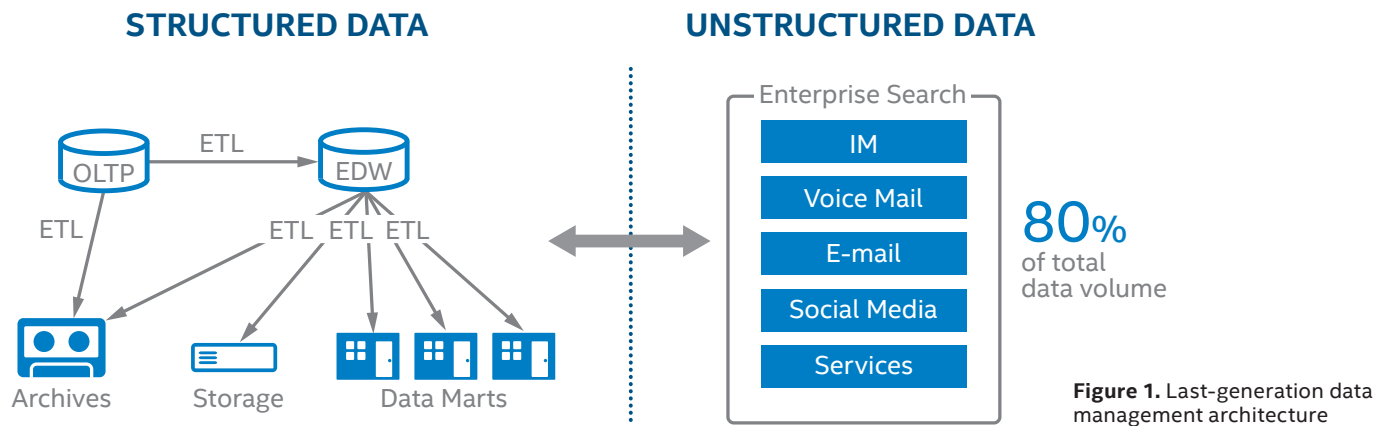 STRUCTURED DATA
UNSTRUCTURED DATA
OLTP
ETL
EDW
ETL
ETL ETL ETL
Archives
Storage
Data Marts
Enterprise Search
IM
Voice Mail
E-mail
Social Media
Services
80%
of total
data volume
Figure 1. Last-generation data
management architecture